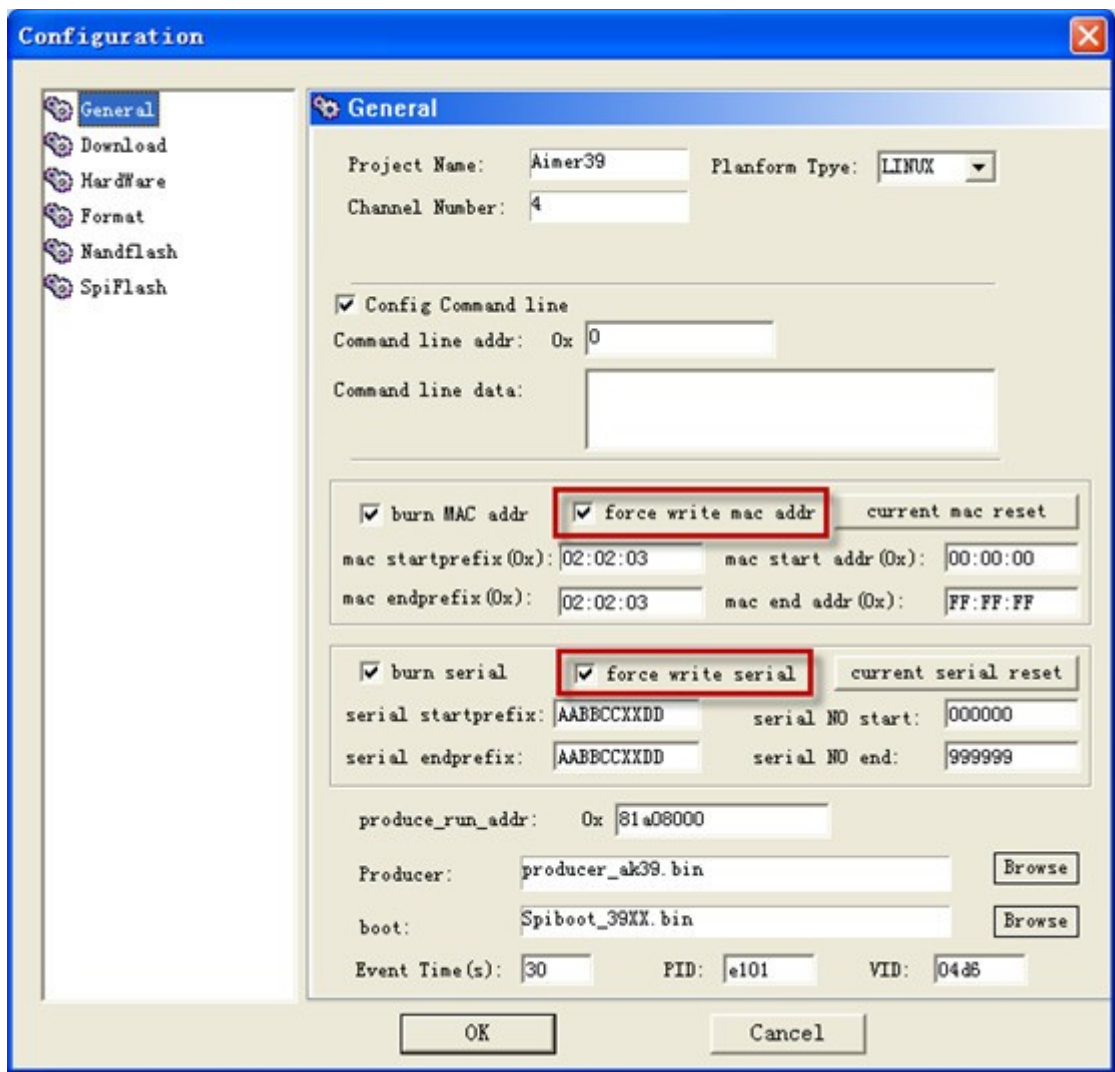 Configuration
General
Download
HardWare
Format
Nandflash
SpiFlash
General
Project Name: Aimer39 Planform Tpye: LINUX
Channel Number: 4
Config Command line
Command line addr: 0x 0
Command line data:
burn MAC addr force write mac addr current mac reset
mac startprefix(0x): 02:02:03 mac start addr(0x): 00:00:00
mac endprefix(0x): 02:02:03 mac end addr(0x): FF:FF:FF
burn serial force write serial current serial reset
serial startprefix: AABBCCXXDD serial NO start: 000000
serial endprefix: AABBCCXXDD serial NO end: 999999
produce_run_addr: 0x 81a08000
Producer: producer_ak39.bin Browse
boot: Spiboot_39XX.bin Browse
Event Time(s): 30 PID: e101 VID: 04d6
OK Cancel